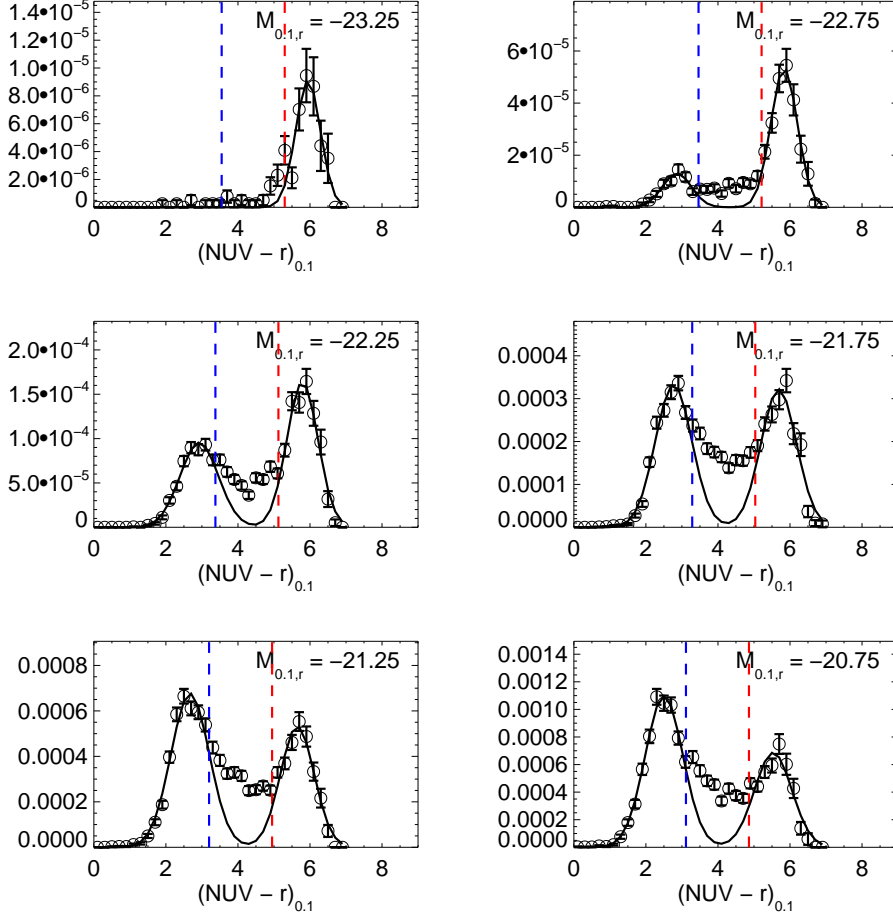 M0.1,r = −23.25
1.4•10-5
1.2•10-5
1.0•10-5
8.0•10-6
6.0•10-6
4.0•10-6
2.0•10-6
0
0 2 4 6 8
(NUV − r)0.1
M0.1,r = −22.75
6•10-5
4•10-5
2•10-5
0
0 2 4 6 8
(NUV − r)0.1
M0.1,r = −22.25
2.0•10-4
1.5•10-4
1.0•10-4
5.0•10-5
0
0 2 4 6 8
(NUV − r)0.1
M0.1,r = −21.75
0.0004
0.0003
0.0002
0.0001
0.0000
0 2 4 6 8
(NUV − r)0.1
M0.1,r = −21.25
0.0008
0.0006
0.0004
0.0002
0.0000
0 2 4 6 8
(NUV − r)0.1
M0.1,r = −20.75
0.0014
0.0012
0.0010
0.0008
0.0006
0.0004
0.0002
0.0000
0 2 4 6 8
(NUV − r)0.1